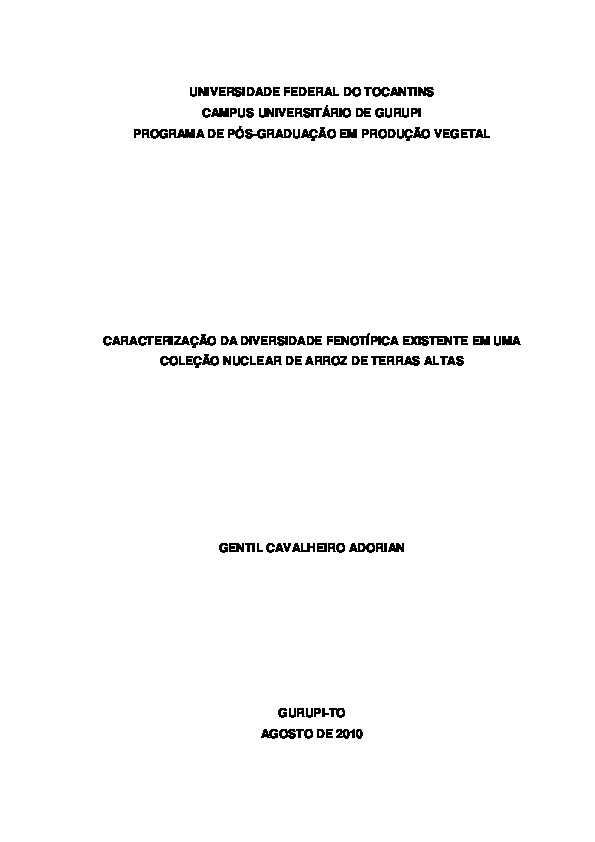 UNIVERSIDADE FEDERAL DO TOCANTINS
CAMPUS UNIVERSITÁRIO DE GURUPI
PROGRAMA DE PÓS-GRADUAÇÃO EM PRODUÇÃO VEGETAL
CARACTERIZAÇÃO DA DIVERSIDADE FENOTÍPICA EXISTENTE EM UMA
COLEÇÃO NUCLEAR DE ARROZ DE TERRAS ALTAS
GENTIL CAVALHEIRO ADORIAN
GURUPI-TO
AGOSTO DE 2010